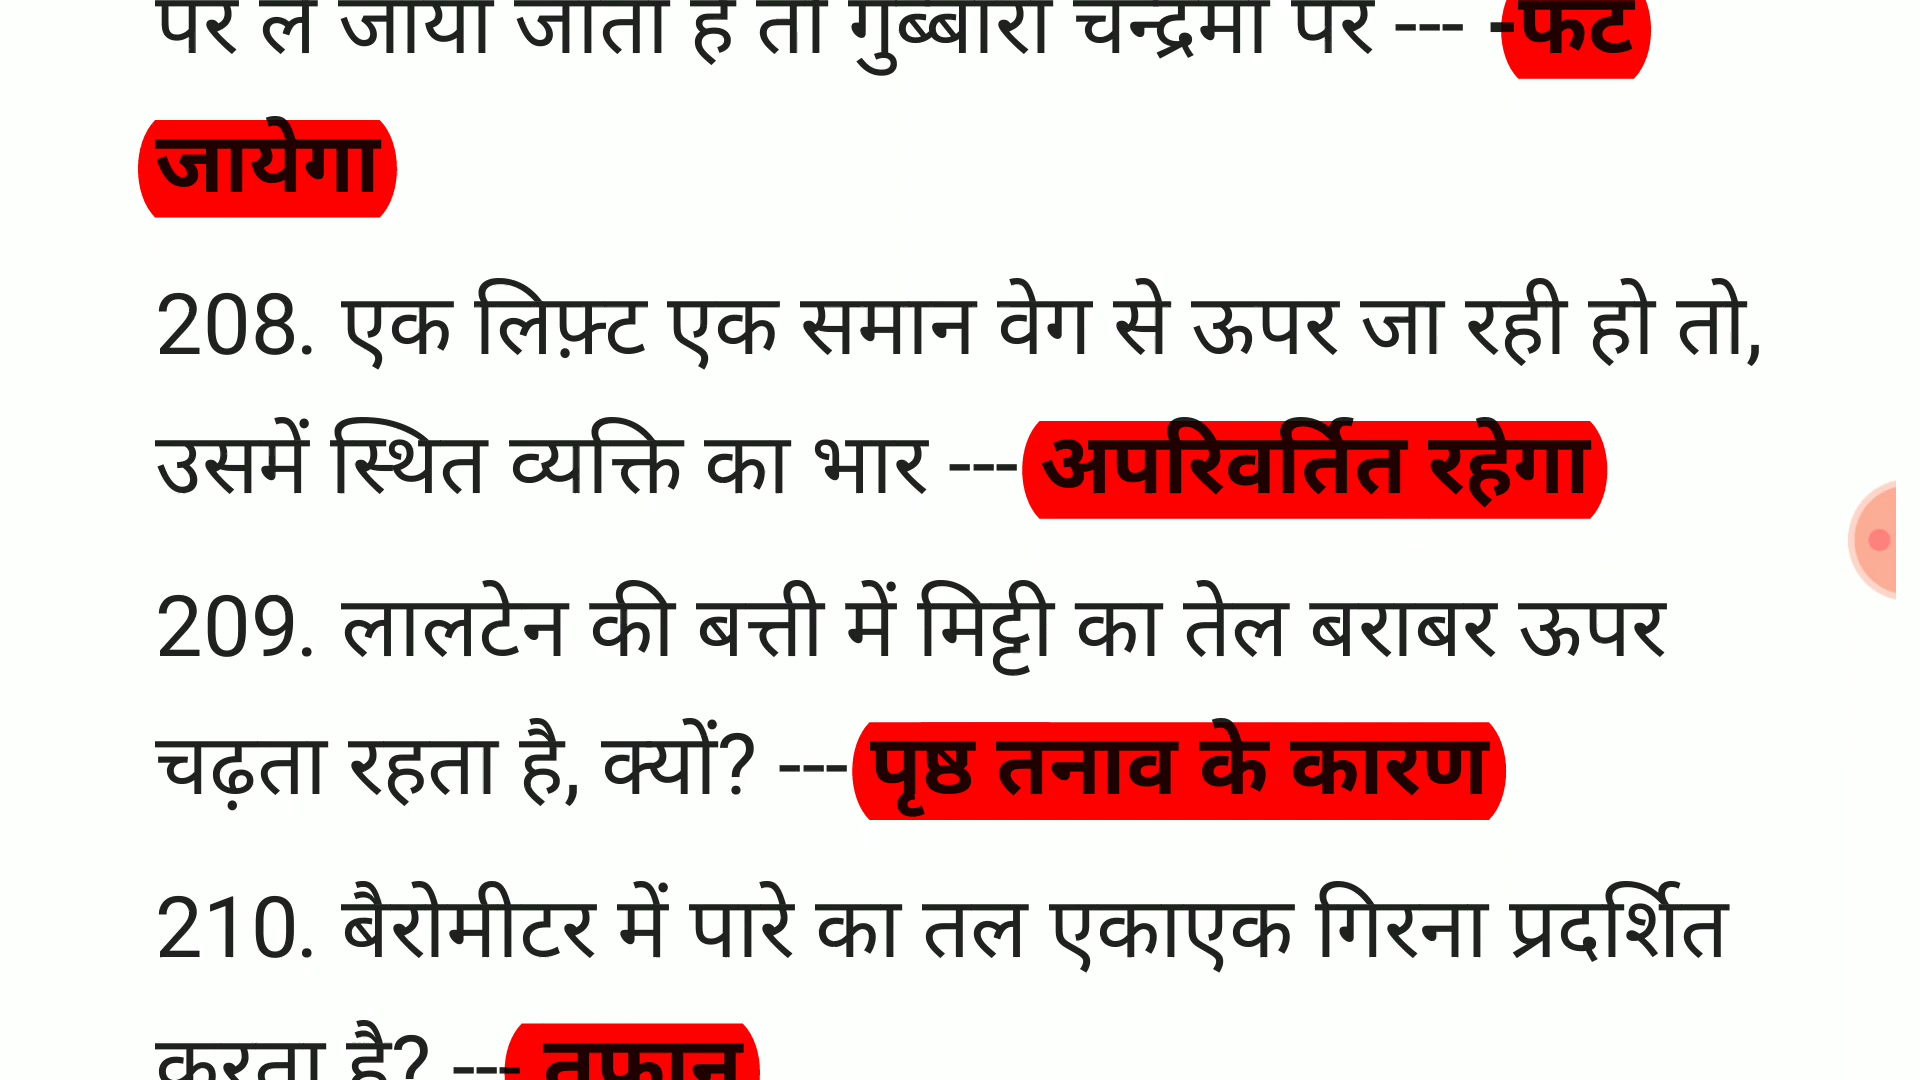 पर ले जाया जाता है तो गुब्बारा चन्द्रमा पर --- -फट
जायेगा
208. एक लिफ़्ट एक समान वेग से ऊपर जा रही हो तो,
उसमें स्थित व्यक्ति का भार --- अपरिवर्तित रहेगा
209. लालटेन की बत्ती में मिट्टी का तेल बराबर ऊपर
चढ़ता रहता है, क्यों? --- पृष्ठ तनाव के कारण
210. बैरोमीटर में पारे का तल एकाएक गिरना प्रदर्शित
करता है? --- तूफान